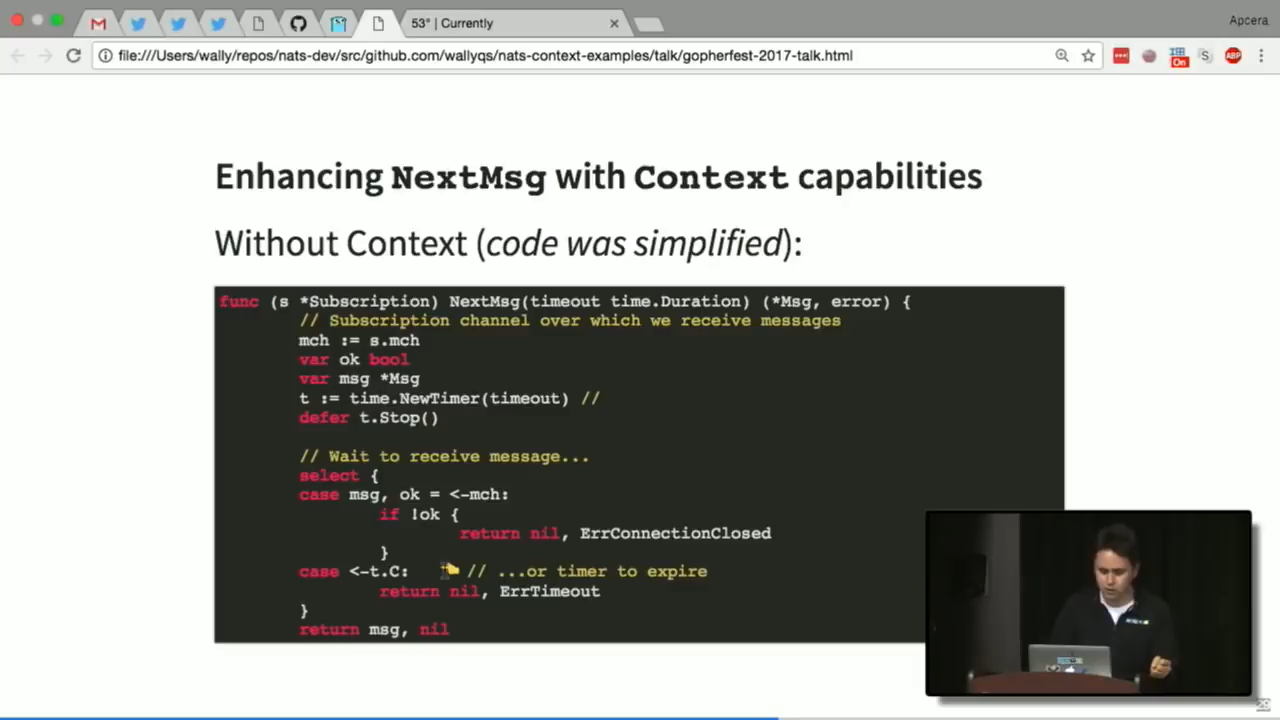 53° | Currently
Apcera
file:///Users/wally/repos/nats-dev/src/github.com/wallyqs/nats-context-examples/talk/gopherfest-2017-talk.html
On
ABP
Enhancing NextMsg with Context capabilities
Without Context (code was simplified):
func (s *Subscription) NextMsg(timeout time.Duration) (*Msg, error) {
// Subscription channel over which we receive messages
mch := s.mch
var ok bool
var msg *Msg
t := time.NewTimer(timeout) //
defer t.Stop()
// Wait to receive message...
select {
case msg, ok = <-mch:
if !ok {
return nil, ErrConnectionClosed
}
case <-t.C: 👈 // ...or timer to expire
return nil, ErrTimeout
}
return msg, nil